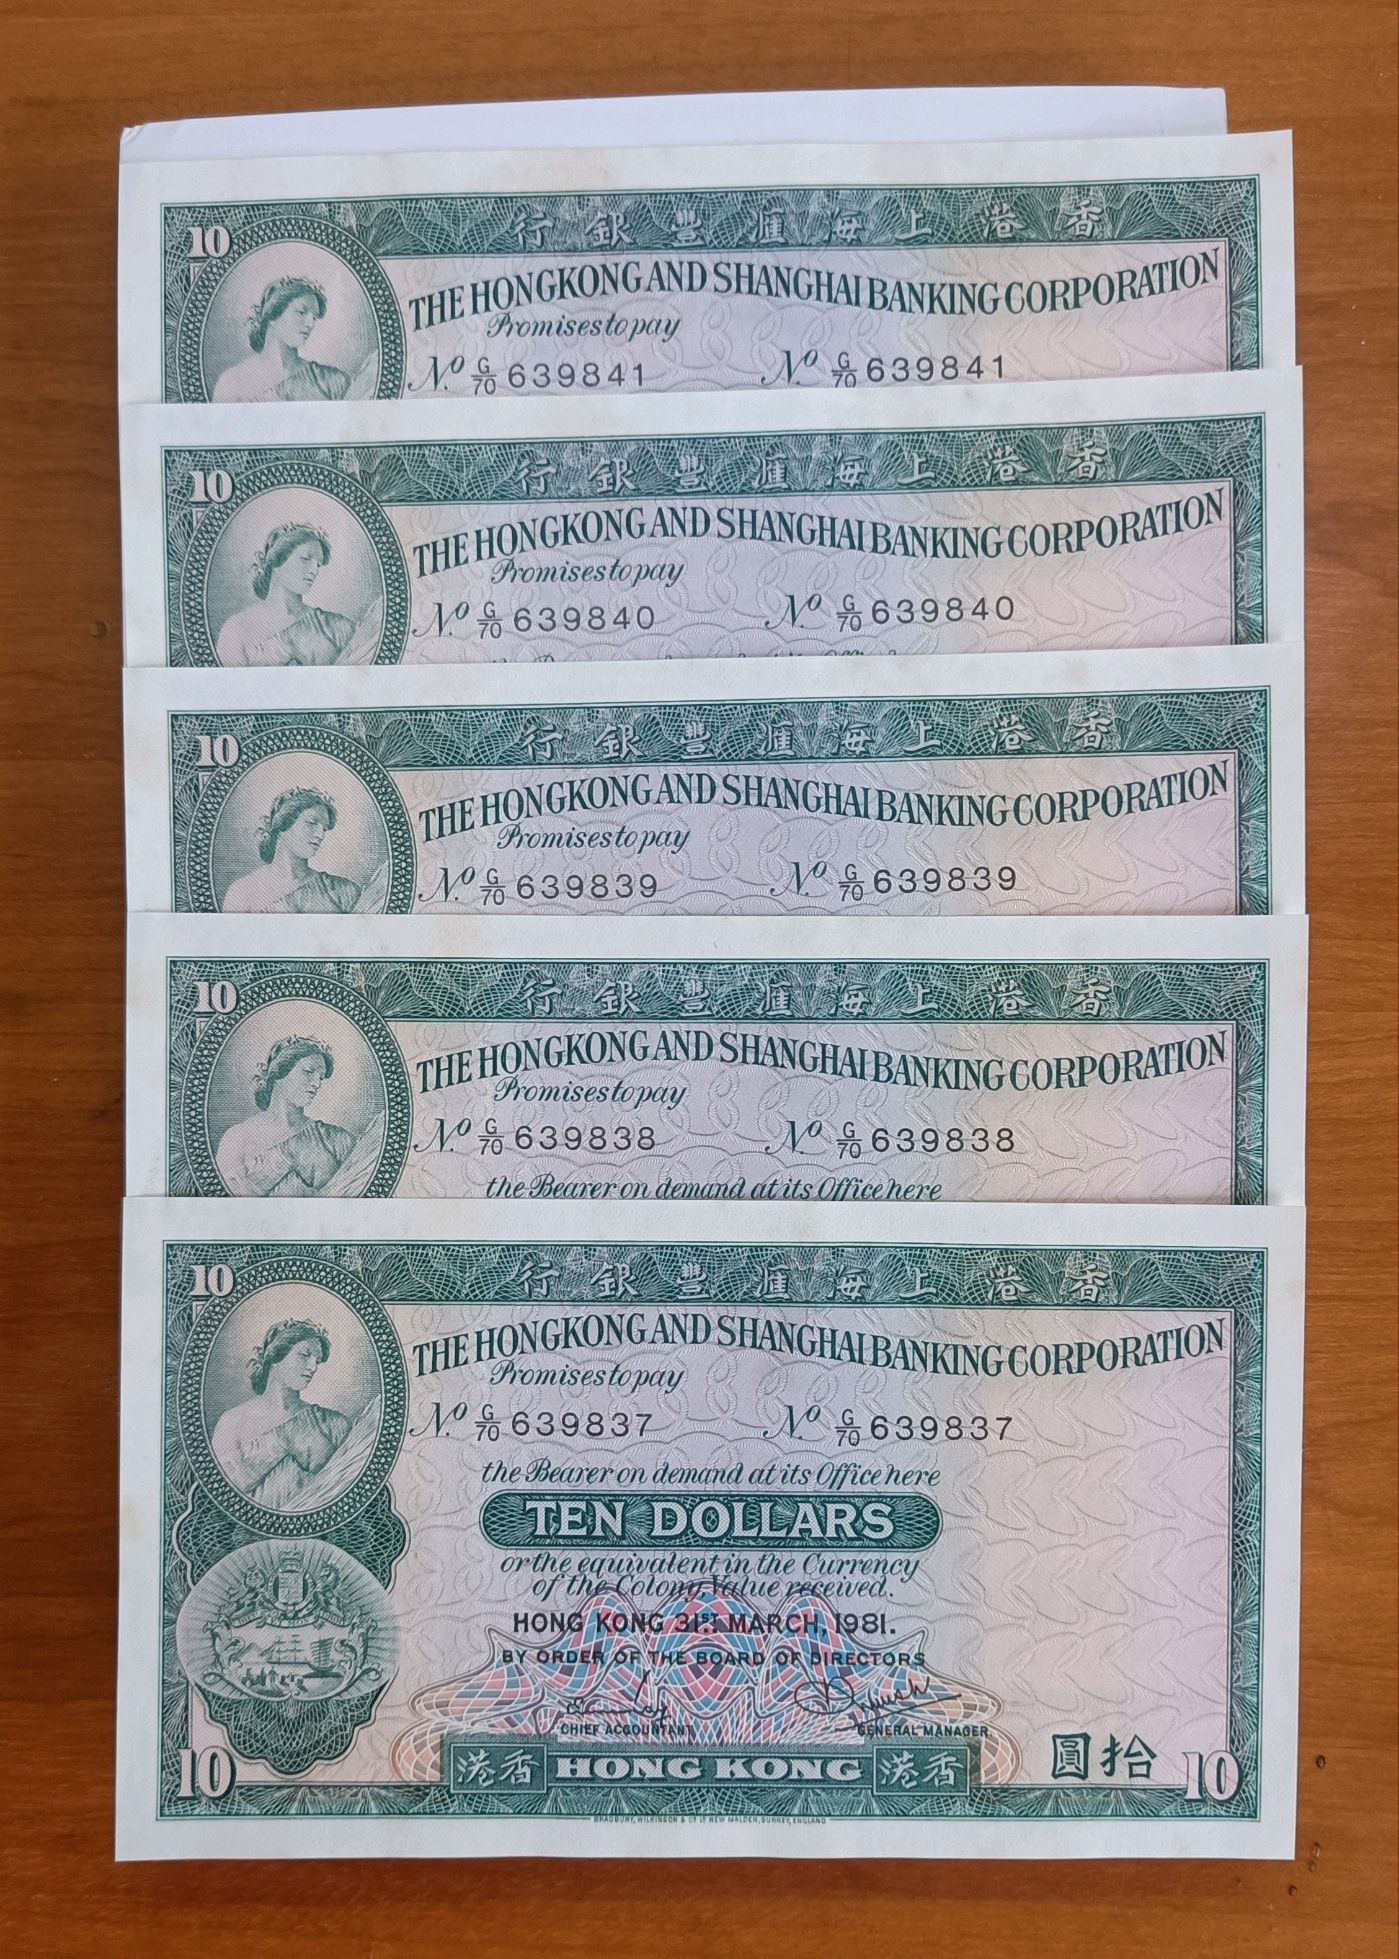 10
行銀豐滙海上港香
THE HONGKONG AND SHANGHAI BANKING CORPORATION
Promises to pay
No. G/70 639841 No. G/70 639841
10
行銀豐滙海上港香
THE HONGKONG AND SHANGHAI BANKING CORPORATION
Promises to pay
No. G/70 639840 No. G/70 639840
10
行銀豐滙海上港香
THE HONGKONG AND SHANGHAI BANKING CORPORATION
Promises to pay
No. G/70 639839 No. G/70 639839
10
行銀豐滙海上港香
THE HONGKONG AND SHANGHAI BANKING CORPORATION
Promises to pay
No. G/70 639838 No. G/70 639838
the Bearer on demand at its Office here
10
行銀豐滙海上港香
THE HONGKONG AND SHANGHAI BANKING CORPORATION
Promises to pay
No. G/70 639837 No. G/70 639837
the Bearer on demand at its Office here
TEN DOLLARS
or the equivalent in the Currency
of the Colony, Value received.
HONG KONG 31ST MARCH, 1981.
BY ORDER OF THE BOARD OF DIRECTORS
CHIEF ACCOUNTANT GENERAL MANAGER
10 港香 HONG KONG 港香 圓拾 10
BRADBURY, WILKINSON & Co. Ld. NEW MALDEN, SURREY, ENGLAND